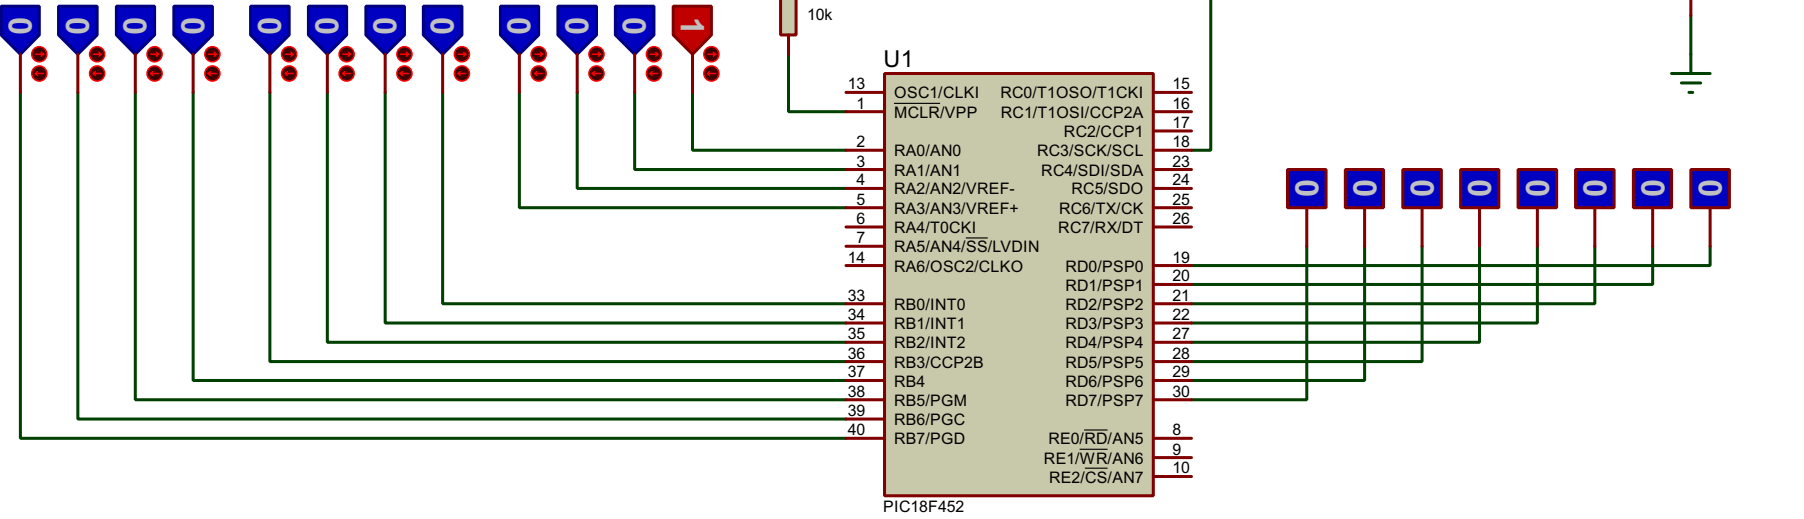 0 0 0 0 0 0 0 0 0 0 0 1
10k
U1
13 OSC1/CLKI RC0/T1OSO/T1CKI 15
1 MCLR/VPP RC1/T1OSI/CCP2A 16
RC2/CCP1 17
2 RA0/AN0 RC3/SCK/SCL 18
3 RA1/AN1 RC4/SDI/SDA 23
4 RA2/AN2/VREF- RC5/SDO 24
5 RA3/AN3/VREF+ RC6/TX/CK 25
6 RA4/T0CKI RC7/RX/DT 26
7 RA5/AN4/SS/LVDIN
14 RA6/OSC2/CLKO RD0/PSP0 19
RD1/PSP1 20
33 RB0/INT0 RD2/PSP2 21
34 RB1/INT1 RD3/PSP3 22
35 RB2/INT2 RD4/PSP4 27
36 RB3/CCP2B RD5/PSP5 28
37 RB4 RD6/PSP6 29
38 RB5/PGM RD7/PSP7 30
39 RB6/PGC
40 RB7/PGD RE0/RD/AN5 8
RE1/WR/AN6 9
RE2/CS/AN7 10
PIC18F452
0 0 0 0 0 0 0 0